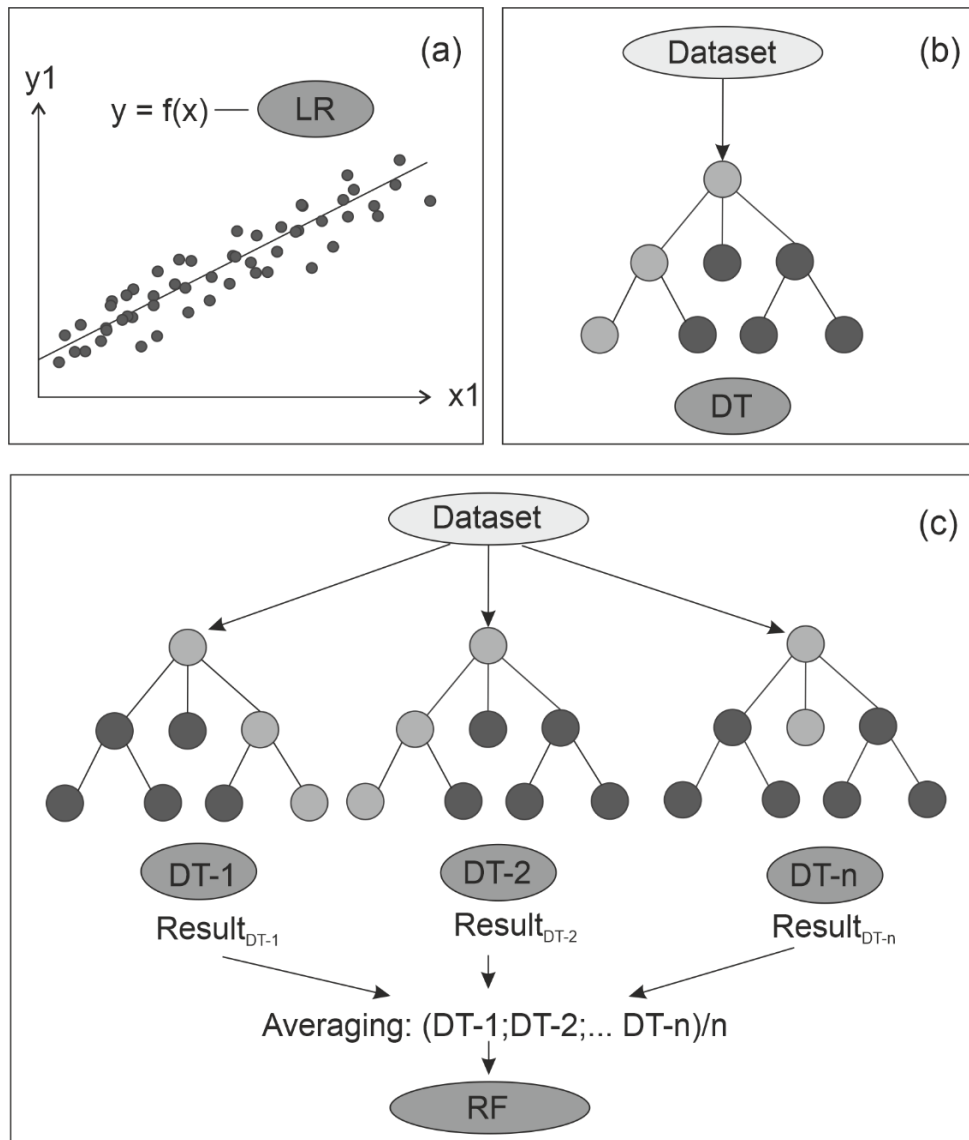 (a)
y1
y = f(x)
LR
x1
(b)
Dataset
DT
(c)
Dataset
DT-1
DT-2
DT-n
ResultDT-1
ResultDT-2
ResultDT-n
Averaging: (DT-1;DT-2;... DT-n)/n
RF